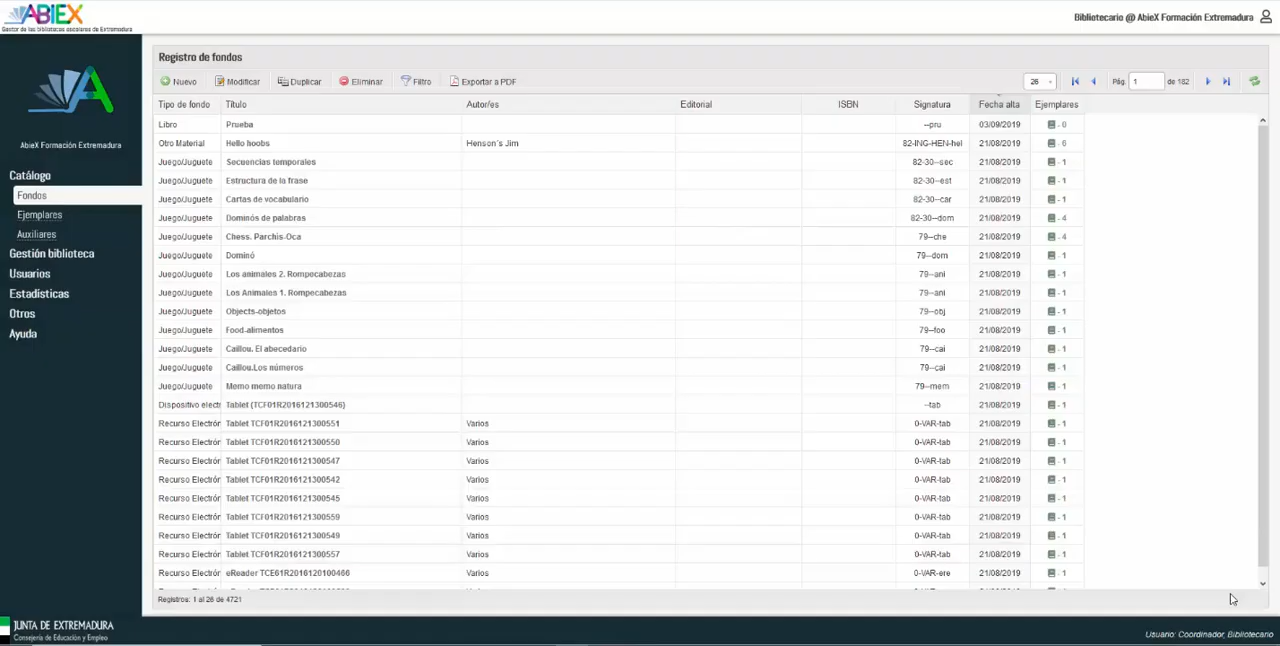 ABIEX
Gestor de las bibliotecas escolares de Extremadura
Bibliotecario @ AbieX Formación Extremadura
AbieX Formación Extremadura
Catálogo
Fondos
Ejemplares
Auxiliares
Gestión biblioteca
Usuarios
Estadísticas
Otros
Ayuda
Registro de fondos
Nuevo Modificar Duplicar Eliminar Filtro Exportar a PDF 26 Pág. 1 de 182
Tipo de fondo Título Autor/es Editorial ISBN Signatura Fecha alta Ejemplares
Libro Prueba --pru 03/09/2019 - 0
Otro Material Hello hoobs Henson´s Jim 82-ING-HEN-hel 21/08/2019 - 6
Juego/Juguete Secuencias temporales 82-30--sec 21/08/2019 - 1
Juego/Juguete Estructura de la frase 82-30--est 21/08/2019 - 1
Juego/Juguete Cartas de vocabulario 82-30--car 21/08/2019 - 1
Juego/Juguete Dominós de palabras 82-30--dom 21/08/2019 - 4
Juego/Juguete Chess. Parchis-Oca 79--che 21/08/2019 - 4
Juego/Juguete Dominó 79--dom 21/08/2019 - 1
Juego/Juguete Los animales 2. Rompecabezas 79--ani 21/08/2019 - 1
Juego/Juguete Los Animales 1. Rompecabezas 79--ani 21/08/2019 - 1
Juego/Juguete Objects-objetos 79--obj 21/08/2019 - 1
Juego/Juguete Food-alimentos 79--foo 21/08/2019 - 1
Juego/Juguete Caillou. El abecedario 79--cai 21/08/2019 - 1
Juego/Juguete Caillou.Los números 79--cai 21/08/2019 - 1
Juego/Juguete Memo memo natura 79--mem 21/08/2019 - 1
Dispositivo electr Tablet (TCF01R2016121300546) --tab 21/08/2019 - 1
Recurso Electrón Tablet TCF01R2016121300551 Varios 0-VAR-tab 21/08/2019 - 1
Recurso Electrón Tablet TCF01R2016121300550 Varios 0-VAR-tab 21/08/2019 - 1
Recurso Electrón Tablet TCF01R2016121300547 Varios 0-VAR-tab 21/08/2019 - 1
Recurso Electrón Tablet TCF01R2016121300542 Varios 0-VAR-tab 21/08/2019 - 1
Recurso Electrón Tablet TCF01R2016121300545 Varios 0-VAR-tab 21/08/2019 - 1
Recurso Electrón Tablet TCF01R2016121300559 Varios 0-VAR-tab 21/08/2019 - 1
Recurso Electrón Tablet TCF01R2016121300549 Varios 0-VAR-tab 21/08/2019 - 1
Recurso Electrón Tablet TCF01R2016121300557 Varios 0-VAR-tab 21/08/2019 - 1
Recurso Electrón eReader TCE61R2016120100466 Varios 0-VAR-ere 21/08/2019 - 1
Registros: 1 al 26 de 4721
JUNTA DE EXTREMADURA
Consejería de Educación y Empleo
Usuario: Coordinador, Bibliotecario